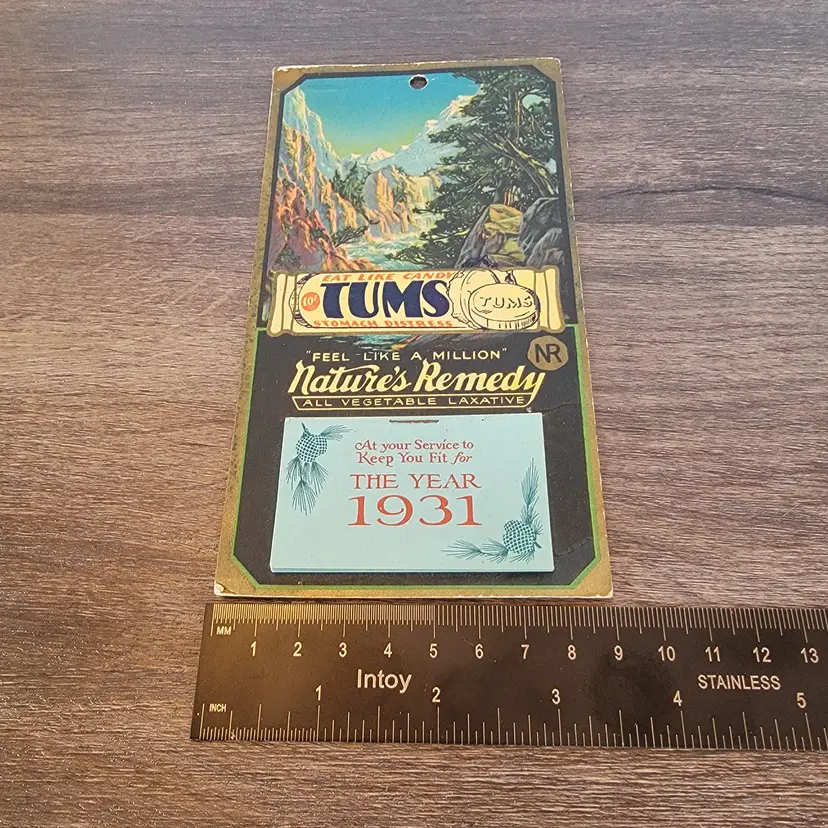 EAT LIKE CANDY
10¢ TUMS TUMS
STOMACH DISTRESS
"FEEL LIKE A MILLION" NR
Nature's Remedy
ALL VEGETABLE LAXATIVE
At your Service to
Keep You Fit for
THE YEAR
1931
MM
1 2 3 4 5 6 7 8 9 10 11 12 13
Intoy STAINLESS
INCH 1 2 3 4 5